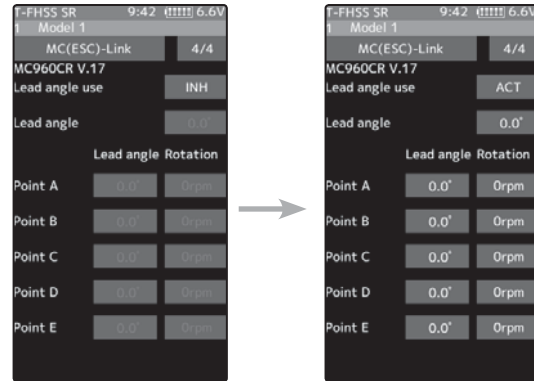 T-FHSS SR 9:42 6.6V
1 Model 1
MC(ESC)-Link 4/4
MC960CR V.17
Lead angle use INH
Lead angle 0.0°
Lead angle Rotation
Point A 0.0° 0rpm
Point B 0.0° 0rpm
Point C 0.0° 0rpm
Point D 0.0° 0rpm
Point E 0.0° 0rpm
T-FHSS SR 9:42 6.6V
1 Model 1
MC(ESC)-Link 4/4
MC960CR V.17
Lead angle use ACT
Lead angle 0.0°
Lead angle Rotation
Point A 0.0° 0rpm
Point B 0.0° 0rpm
Point C 0.0° 0rpm
Point D 0.0° 0rpm
Point E 0.0° 0rpm